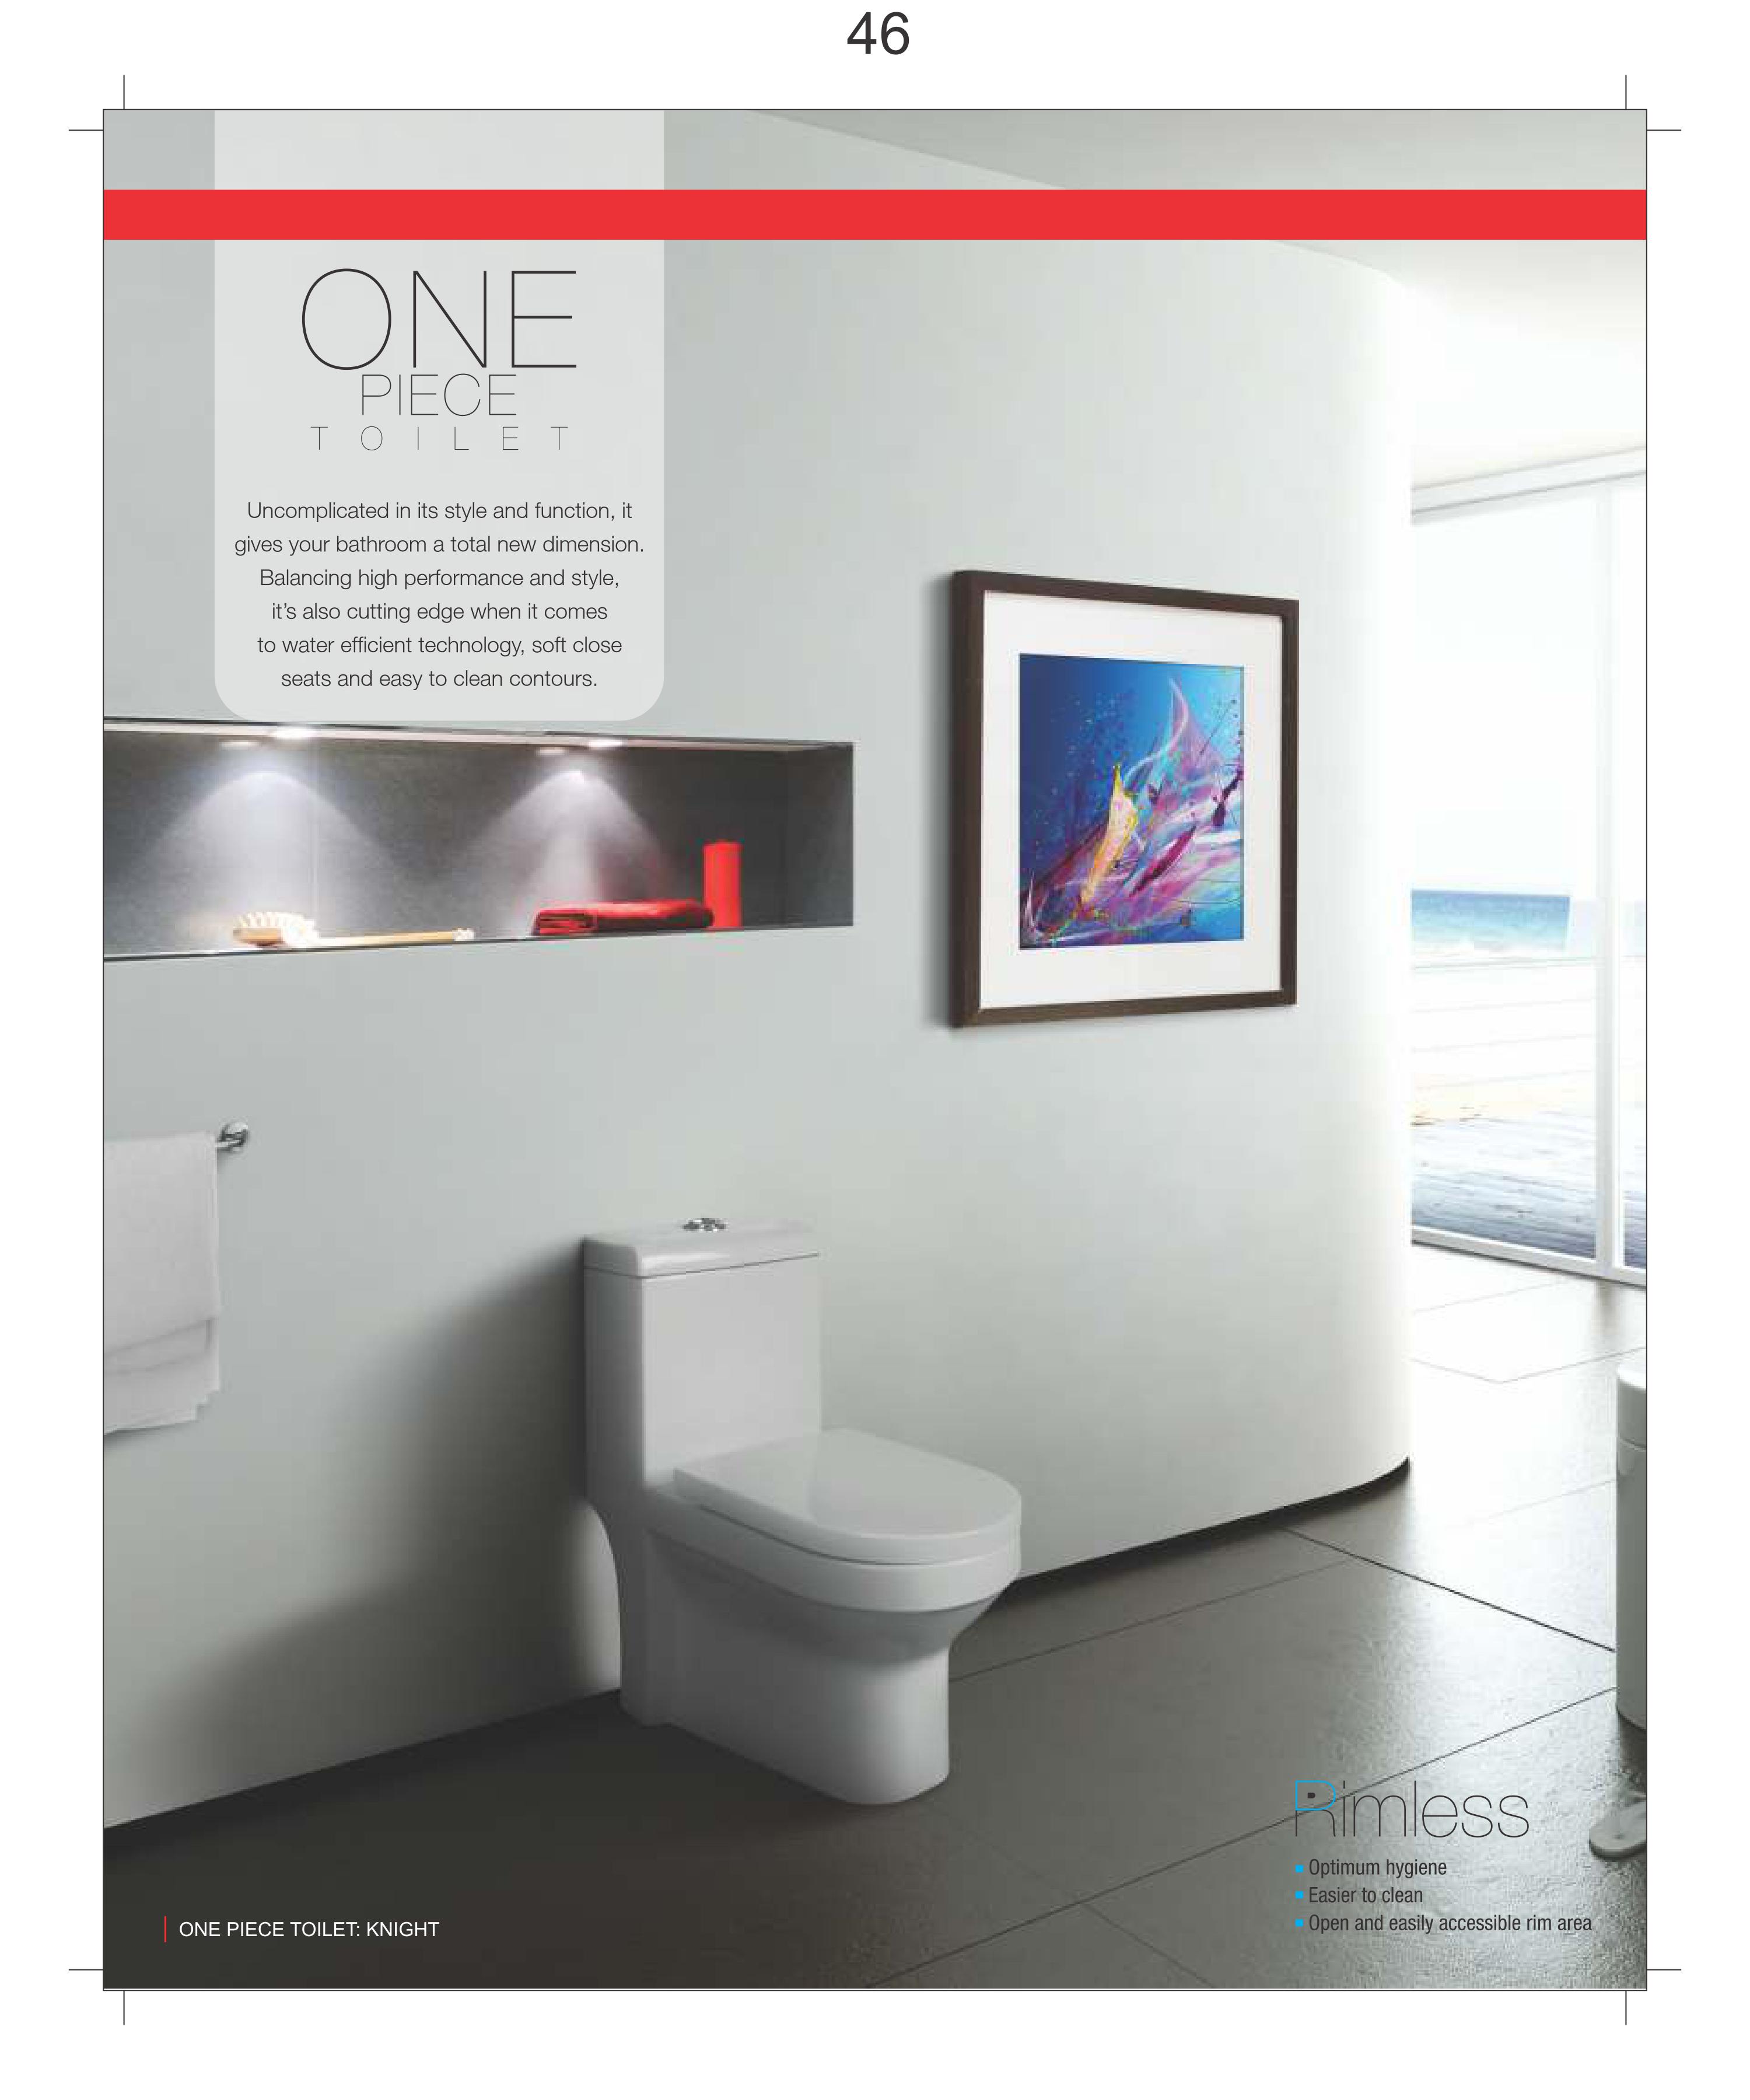 46
ONE
PIECE
TOILET
Uncomplicated in its style and function, it
gives your bathroom a total new dimension.
Balancing high performance and style,
it's also cutting edge when it comes
to water efficient technology, soft close
seats and easy to clean contours.
Rimless
Optimum hygiene
Easier to clean
Open and easily accessible rim area
ONE PIECE TOILET: KNIGHT